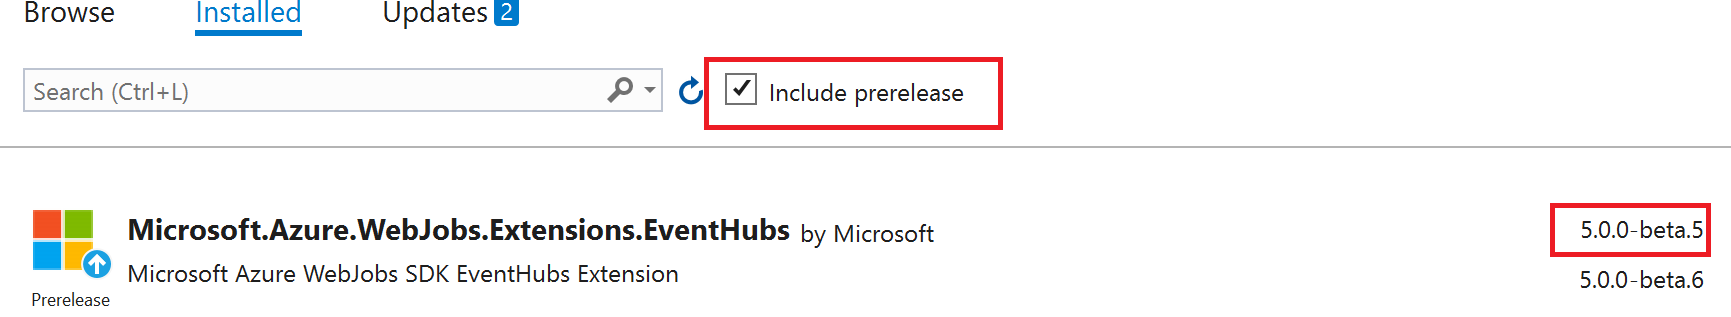 Browse Installed Updates 2
Search (Ctrl+L) Include prerelease
Microsoft.Azure.WebJobs.Extensions.EventHubs by Microsoft 5.0.0-beta.5
Microsoft Azure WebJobs SDK EventHubs Extension 5.0.0-beta.6
Prerelease